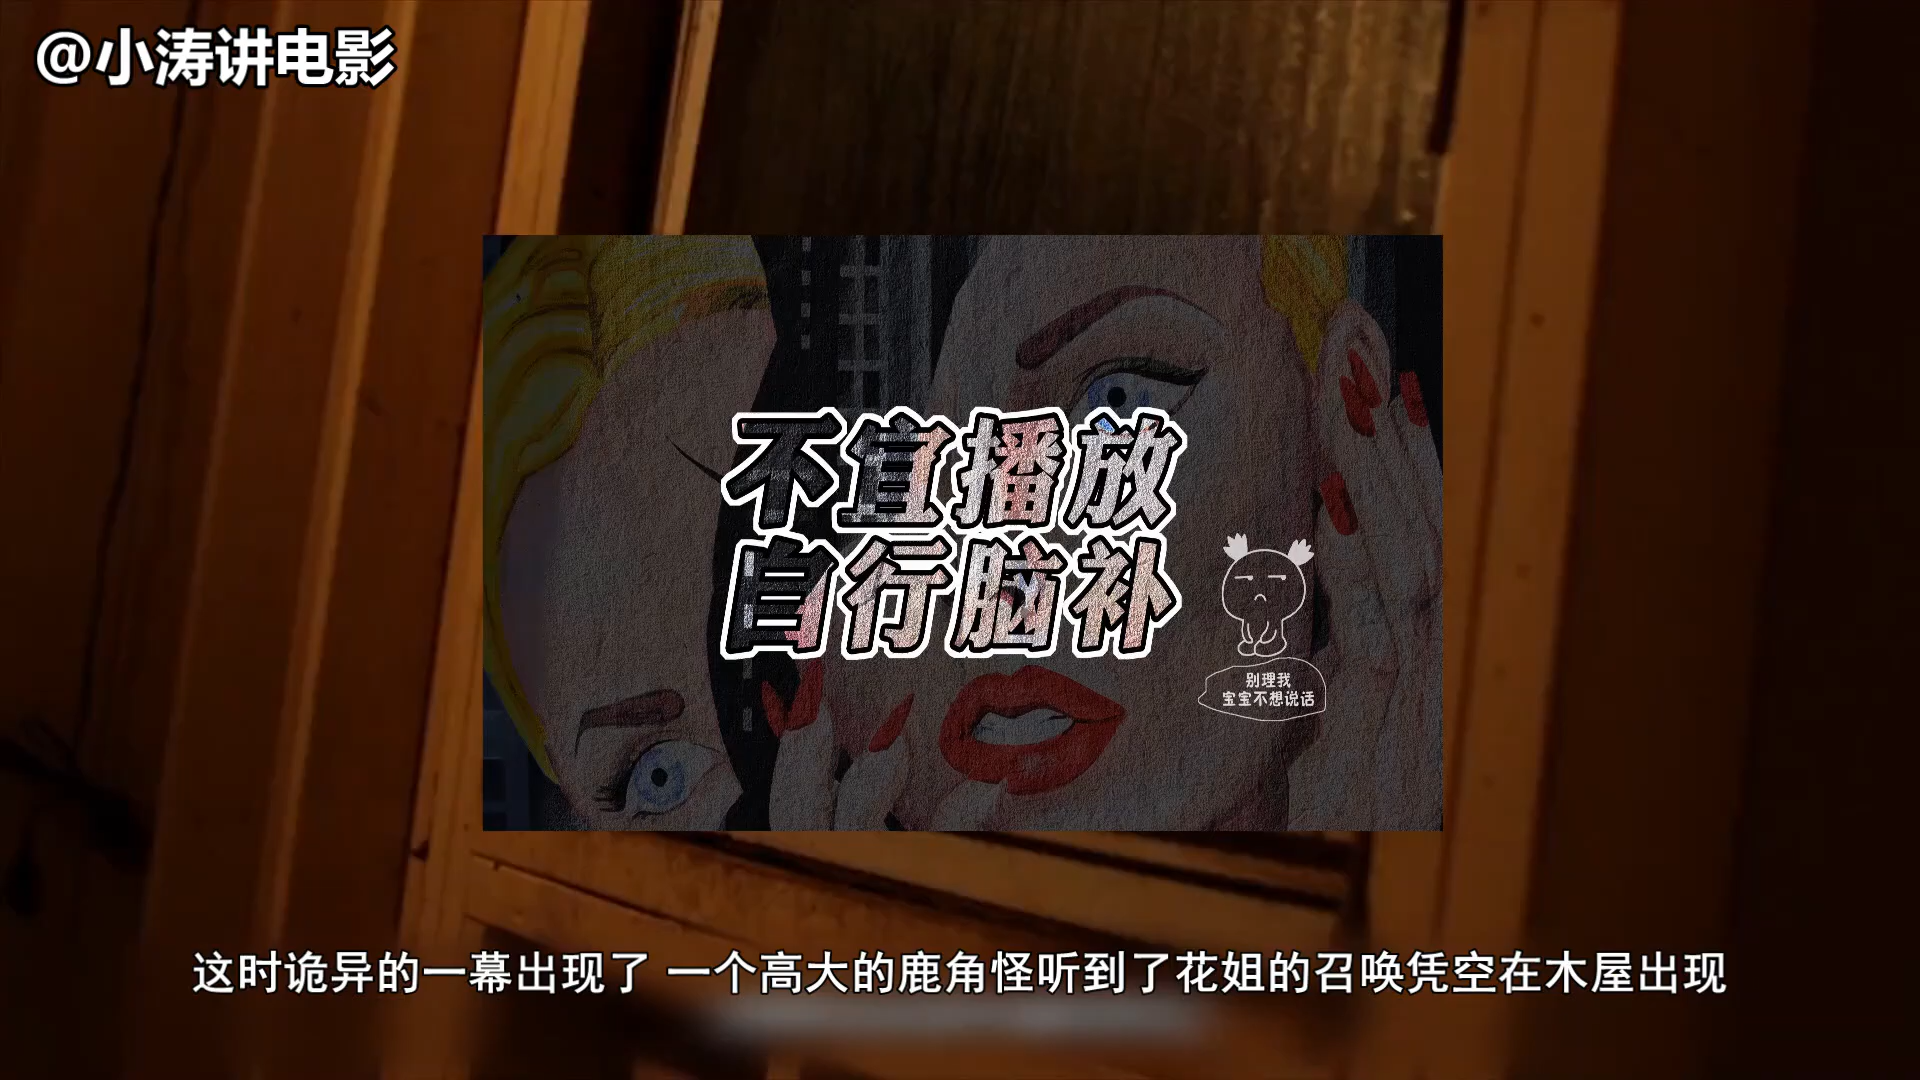 @小涛讲电影
不宜播放
自行脑补
别理我
宝宝不想说话
这时诡异的一幕出现了 一个高大的鹿角怪听到了花姐的召唤凭空在木屋出现